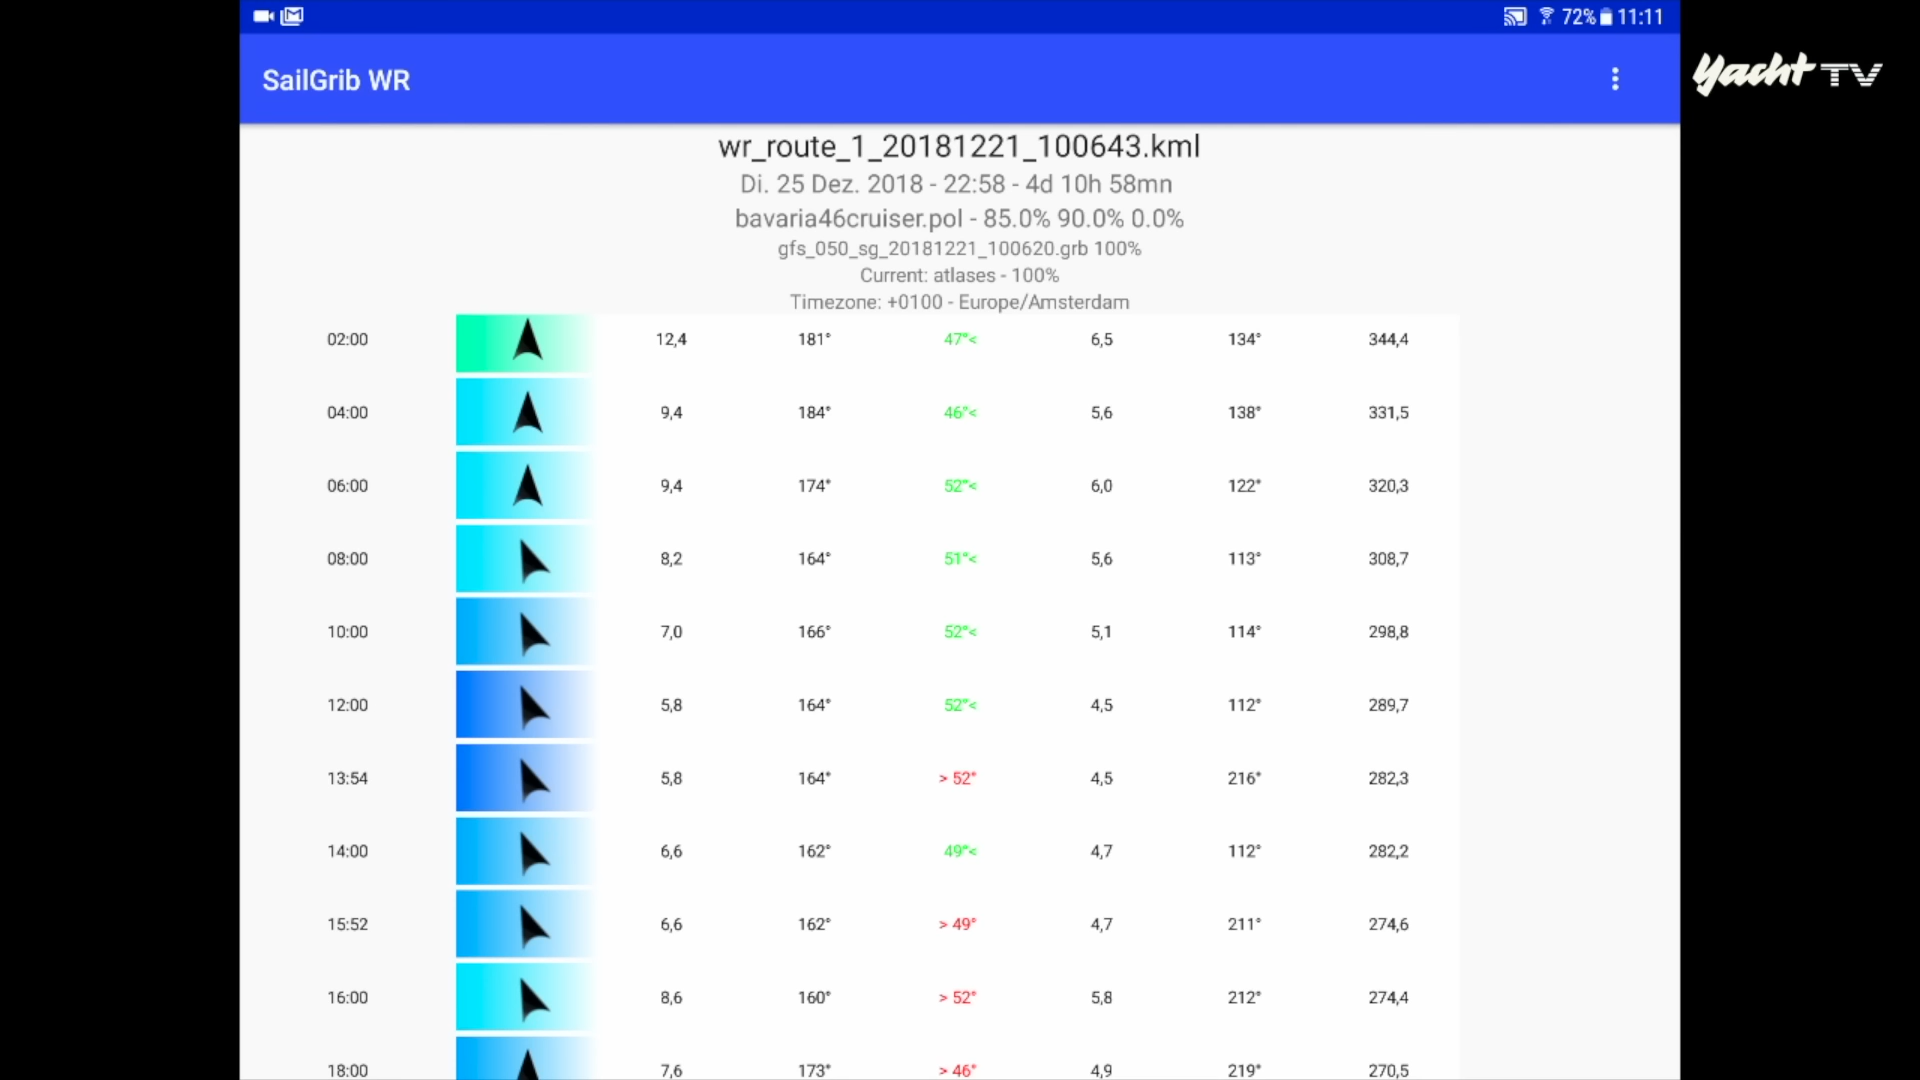 72% 11:11
SailGrib WR
Yacht TV
wr_route_1_20181221_100643.kml
Di. 25 Dez. 2018 - 22:58 - 4d 10h 58mn
bavaria46cruiser.pol - 85.0% 90.0% 0.0%
gfs_050_sg_20181221_100620.grb 100%
Current: atlases - 100%
Timezone: +0100 - Europe/Amsterdam
02:00 12,4 181° 47°< 6,5 134° 344,4
04:00 9,4 184° 46°< 5,6 138° 331,5
06:00 9,4 174° 52°< 6,0 122° 320,3
08:00 8,2 164° 51°< 5,6 113° 308,7
10:00 7,0 166° 52°< 5,1 114° 298,8
12:00 5,8 164° 52°< 4,5 112° 289,7
13:54 5,8 164° > 52° 4,5 216° 282,3
14:00 6,6 162° 49°< 4,7 112° 282,2
15:52 6,6 162° > 49° 4,7 211° 274,6
16:00 8,6 160° > 52° 5,8 212° 274,4
18:00 7,6 173° > 46° 4,9 219° 270,5